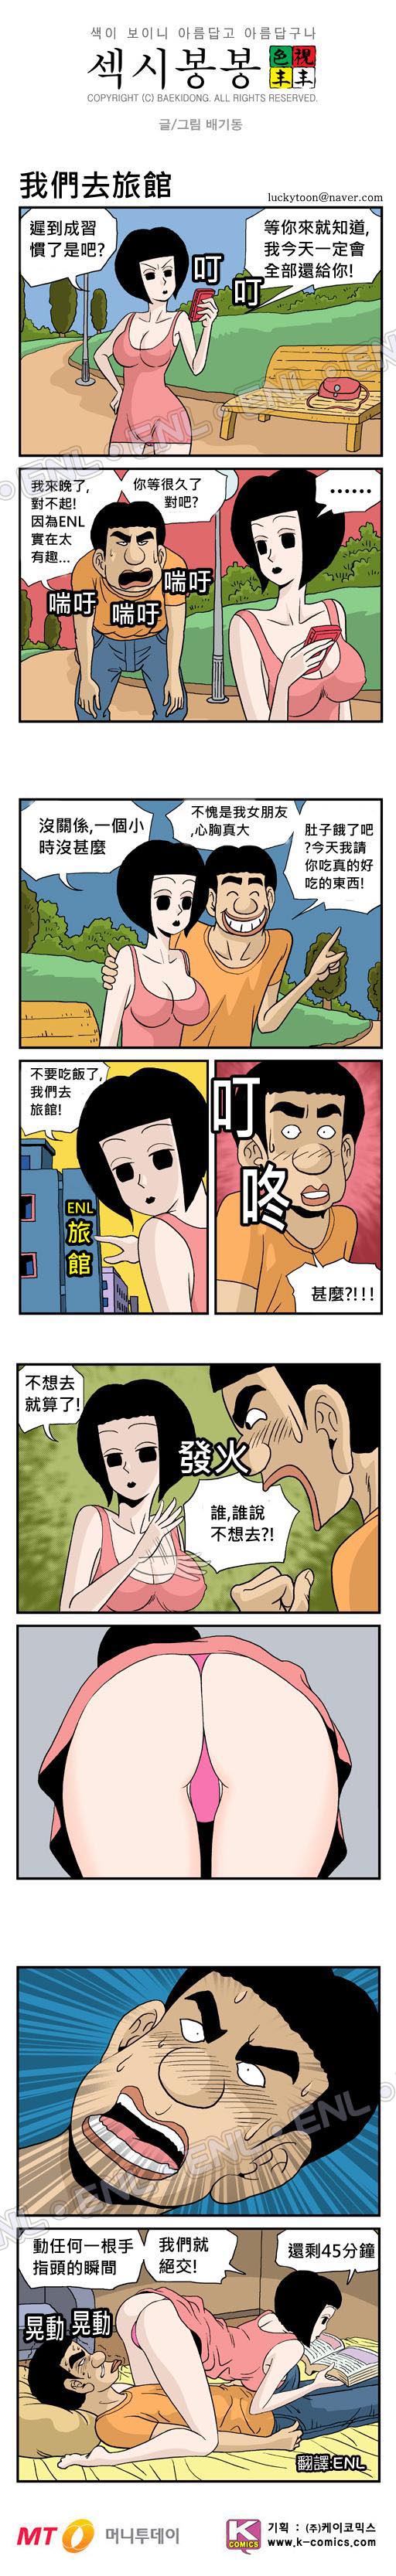 색이 보이니 아름답고 아름답구나
섹시봉봉 色視丰丰
COPYRIGHT (C) BAEKIDONG. ALL RIGHTS RESERVED.
글/그림 배기동
我們去旅館
luckytoon@naver.com
遲到成習
慣了是吧?
叮
叮
等你來就知道,
我今天一定會
全部還給你!
我來晚了,
對不起!
因為ENL
實在太
有趣...
你等很久了
對吧?
喘吁
喘吁
喘吁
......
沒關係,一個小
時沒甚麼
不愧是我女朋友
,心胸真大
肚子餓了吧
?今天我請
你吃真的好
吃的東西!
不要吃飯了,
我們去
旅館!
ENL
旅
館
叮
咚
甚麼?!!!
不想去
就算了!
發火
誰,誰說
不想去?!
動任何一根手
指頭的瞬間
我們就
絕交!
還剩45分鐘
晃動 晃動
翻譯:ENL
MT 머니투데이
K COMICS
기획 : (주)케이코믹스
www.k-comics.com
ENL · ENL · ENL · ENL
ENL · ENL · ENL · ENL